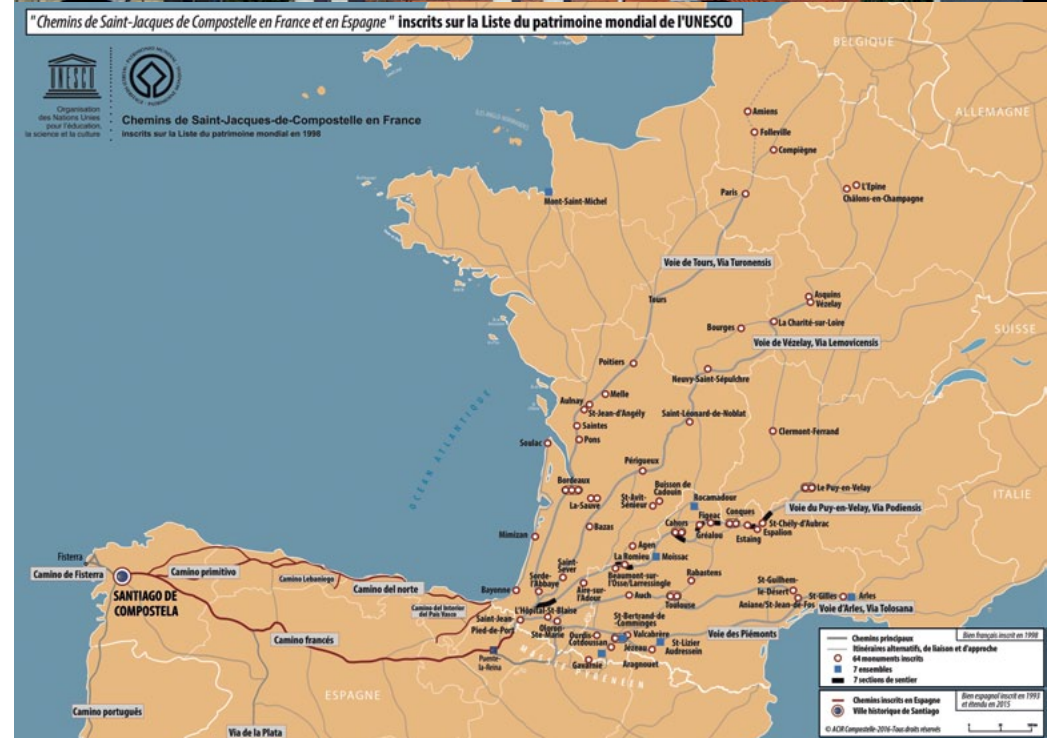 "Chemins de Saint-Jacques de Compostelle en France et en Espagne" inscrits sur la Liste du patrimoine mondial de l'UNESCO
UNESCO
Organisation
des Nations Unies
pour l'éducation,
la science et la culture
Chemins de Saint-Jacques-de-Compostelle en France
inscrits sur la Liste du patrimoine mondial en 1998
BELGIQUE
ALLEMAGNE
ILES ANGLO-NORMANDES
Amiens
Folleville
Compiègne
Paris
L'Epine
Châlons-en-Champagne
Mont-Saint-Michel
Voie de Tours, Via Turonensis
Tours
Asquins
Vézelay
Bourges
La Charité-sur-Loire
SUISSE
Voie de Vézelay, Via Lemovicensis
Poitiers
Neuvy-Saint-Sépulchre
Melle
Aulnay
St-Jean-d'Angély
Saint-Léonard-de-Noblat
Saintes
Pons
Clermont-Ferrand
OCEAN ATLANTIQUE
Soulac
Périgueux
ITALIE
Bordeaux
La-Sauve
Buisson de
Cadouin
St-Avit-
Sénieur
Rocamadour
Le Puy-en-Velay
Voie du Puy-en-Velay, Via Podiensis
Bazas
Cahors
Figeac
Gréalou
Conques
St-Chély-d'Aubrac
Espalion
Estaing
Mimizan
Agen
La Romieu
Moissac
Fisterra
Camino de Fisterra
SANTIAGO DE
COMPOSTELA
Camino primitivo
Camino Lebaniego
Camino del norte
Camino del Interior
del País Vasco
Camino francés
Bayonne
Saint-
Sever
Sorde-
l'Abbaye
Beaumont-sur-
l'Osse/Larressingle
Aire-sur-
l'Adour
Auch
Rabastens
Toulouse
St-Guilhem-
le-Désert
Aniane/St-Jean-de-Fos
St-Gilles
Arles
Voie d'Arles, Via Tolosana
L'Hôpital-St-Blaise
Saint-Jean-
Pied-de-Port
Oloron-
Ste-Marie
St-Bertrand-de
-Comminges
Ourdis-
Cotdoussan
Valcabrère
St-Lizier
Audressein
Jézeau
Aragnouet
Gavarnie
Voie des Piémonts
Puente-
la-Reina
ESPAGNE
Camino portugués
Via de la Plata
Bien français inscrit en 1998
Chemins principaux
Itinéraires alternatifs, de liaison et d'approche
64 monuments inscrits
7 ensembles
7 sections de sentier
Bien espagnol inscrit en 1993
et étendu en 2015
Chemins inscrits en Espagne
Ville historique de Santiago
© ACIR Compostelle-2016-Tous droits réservés